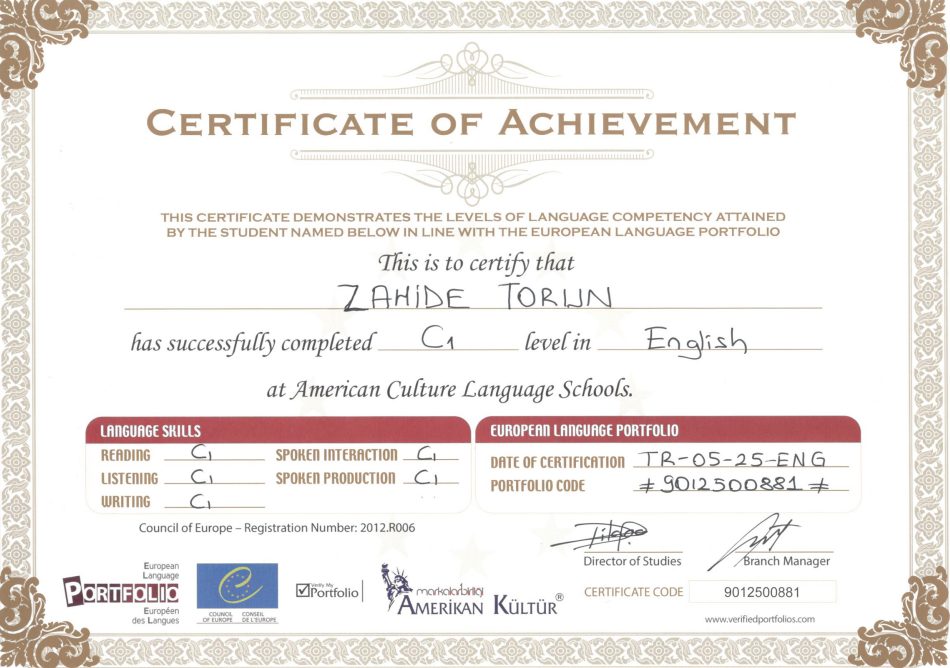 CERTIFICATE OF ACHIEVEMENT
THIS CERTIFICATE DEMONSTRATES THE LEVELS OF LANGUAGE COMPETENCY ATTAINED
BY THE STUDENT NAMED BELOW IN LINE WITH THE EUROPEAN LANGUAGE PORTFOLIO
This is to certify that
ZAHİDE TORUN
has successfully completed C1 level in English
at American Culture Language Schools.
LANGUAGE SKILLS
READING C1 SPOKEN INTERACTION C1
LISTENING C1 SPOKEN PRODUCTION C1
WRITING C1
EUROPEAN LANGUAGE PORTFOLIO
DATE OF CERTIFICATION TR-05-25-ENG
PORTFOLIO CODE #9012500881#
Council of Europe – Registration Number: 2012.R006
Director of Studies
Branch Manager
European
Language
PORTFOLIO
Européen
des Langues
COUNCIL CONSEIL
OF EUROPE DE L'EUROPE
Verify My
Portfolio
markalarbirliği
AMERİKAN KÜLTÜR®
CERTIFICATE CODE 9012500881
www.verifiedportfolios.com